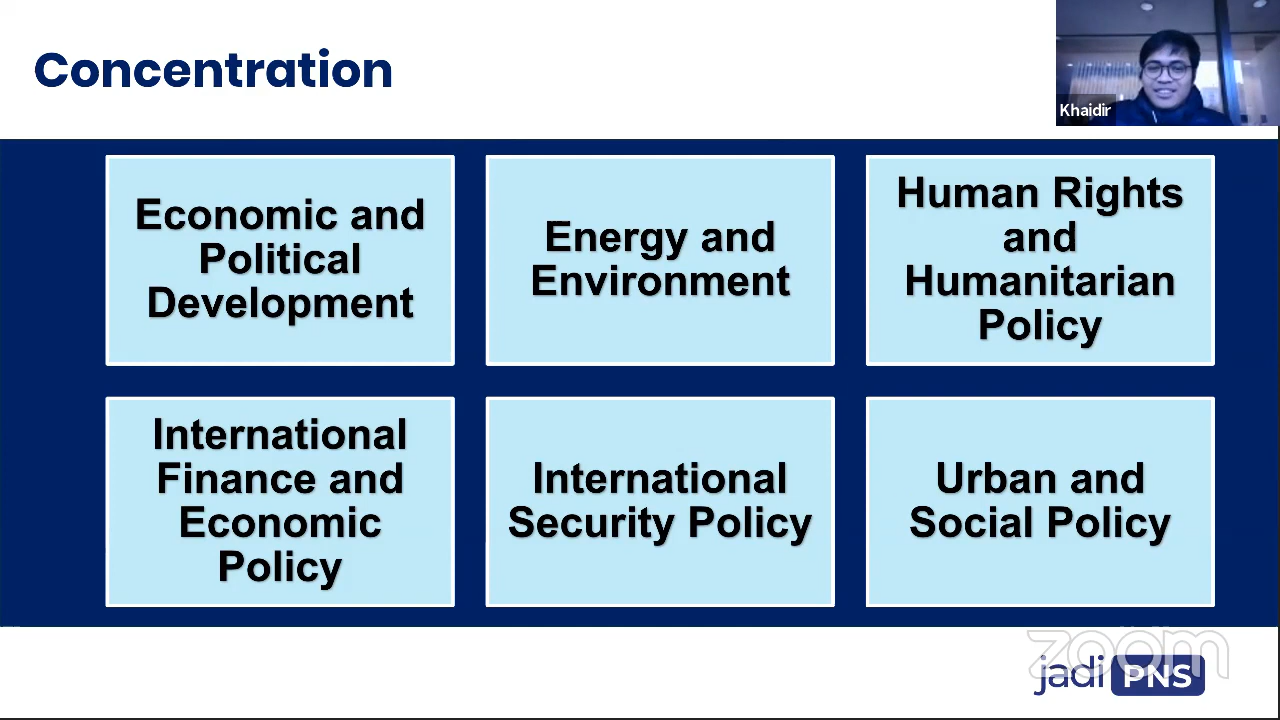 Concentration
Khaidir
Economic and
Political
Development
Energy and
Environment
Human Rights
and
Humanitarian
Policy
International
Finance and
Economic
Policy
International
Security Policy
Urban and
Social Policy
zoom
jadi PNS